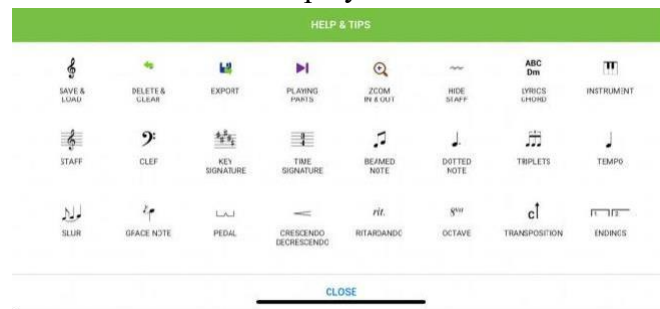 HELP & TIPS
ABC
Dm
SAVE & LOAD
DELETE & CLEAR
EXPORT
PLAYING PARTS
ZOOM IN & OUT
HIDE STAFF
LYRICS CHORD
INSTRUMENT
STAFF
CLEF
KEY SIGNATURE
TIME SIGNATURE
BEAMED NOTE
DOTTED NOTE
TRIPLETS
TEMPO
rit.
8va
C
SLUR
GRACE NOTE
PEDAL
CRESCENDO DECRESCENDO
RITARDANDO
OCTAVE
TRANSPOSITION
ENDINGS
CLOSE